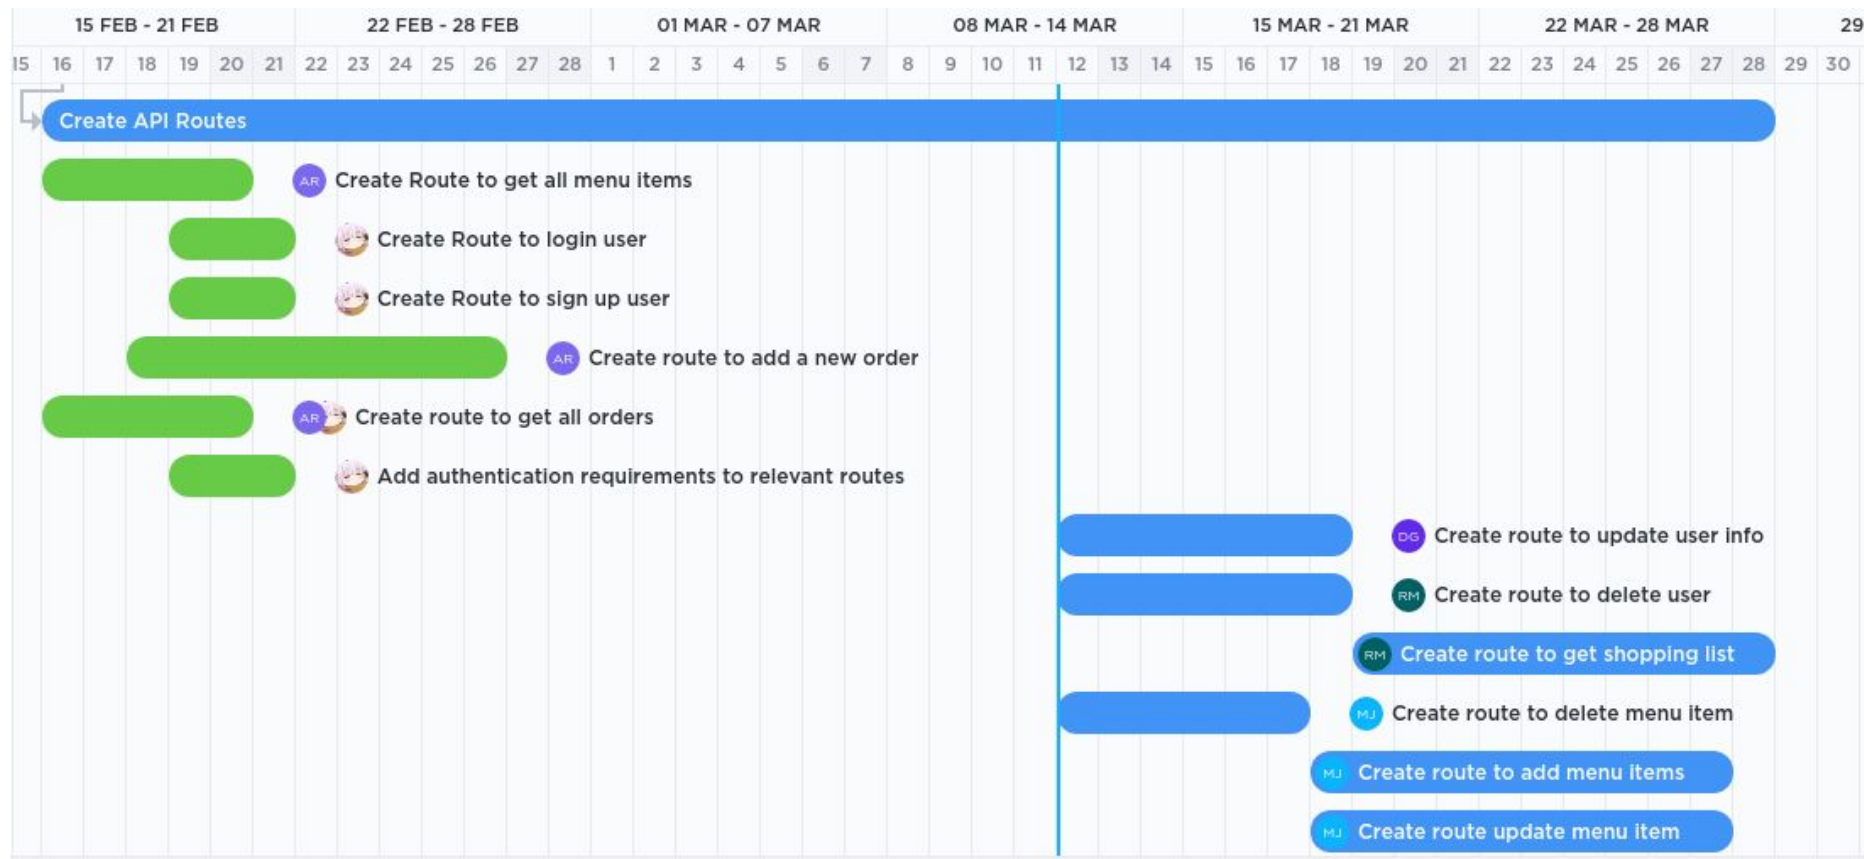 15 FEB - 21 FEB 22 FEB - 28 FEB 01 MAR - 07 MAR 08 MAR - 14 MAR 15 MAR - 21 MAR 22 MAR - 28 MAR 29
15 16 17 18 19 20 21 22 23 24 25 26 27 28 1 2 3 4 5 6 7 8 9 10 11 12 13 14 15 16 17 18 19 20 21 22 23 24 25 26 27 28 29 30
Create API Routes
AR Create Route to get all menu items
Create Route to login user
Create Route to sign up user
AR Create route to add a new order
AR Create route to get all orders
Add authentication requirements to relevant routes
DG Create route to update user info
RM Create route to delete user
RM Create route to get shopping list
MJ Create route to delete menu item
MJ Create route to add menu items
MJ Create route update menu item